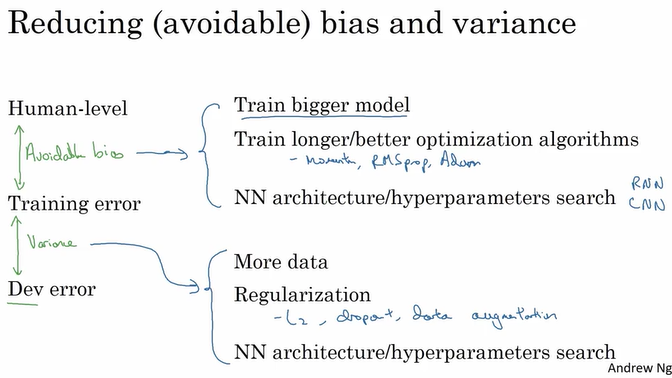 Reducing (avoidable) bias and variance
Human-level
Avoidable bias
Training error
Variance
Dev error
Train bigger model
Train longer/better optimization algorithms
- Momentum, RMSprop, Adam
NN architecture/hyperparameters search
RNN
CNN
More data
Regularization
- L2, dropout, data augmentation
NN architecture/hyperparameters search
Andrew Ng